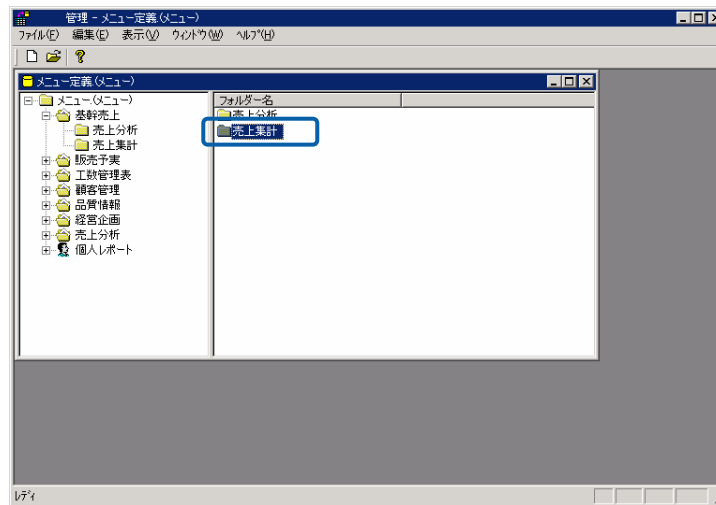 管理 - メニュー定義(メニュー)
ファイル(F) 編集(E) 表示(V) ウィンドウ(W) ヘルプ(H)
メニュー定義(メニュー)
メニュー(メニュー)
基幹売上
売上分析
売上集計
販売予実
工数管理表
顧客管理
品質情報
経営企画
売上分析
個人レポート
フォルダー名
売上分析
売上集計
レディ